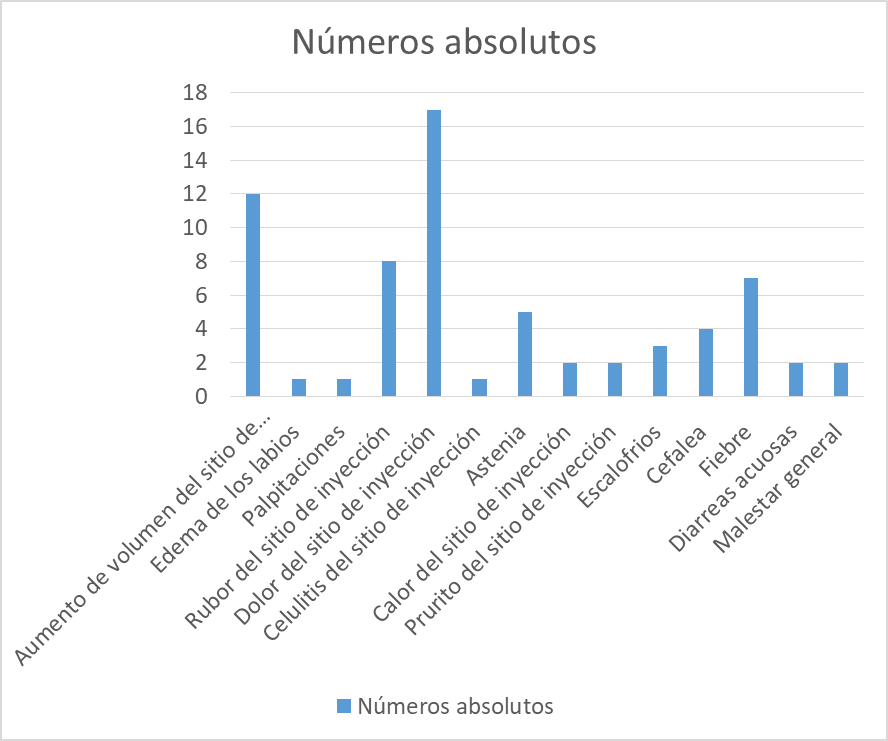 Números absolutos
18
16
14
12
10
8
6
4
2
0
Aumento de volumen del sitio de...
Edema de los labios
Palpitaciones
Rubor del sitio de inyección
Dolor del sitio de inyección
Celulitis del sitio de inyección
Astenia
Calor del sitio de inyección
Prurito del sitio de inyección
Escalofrios
Cefalea
Fiebre
Diarreas acuosas
Malestar general
Números absolutos